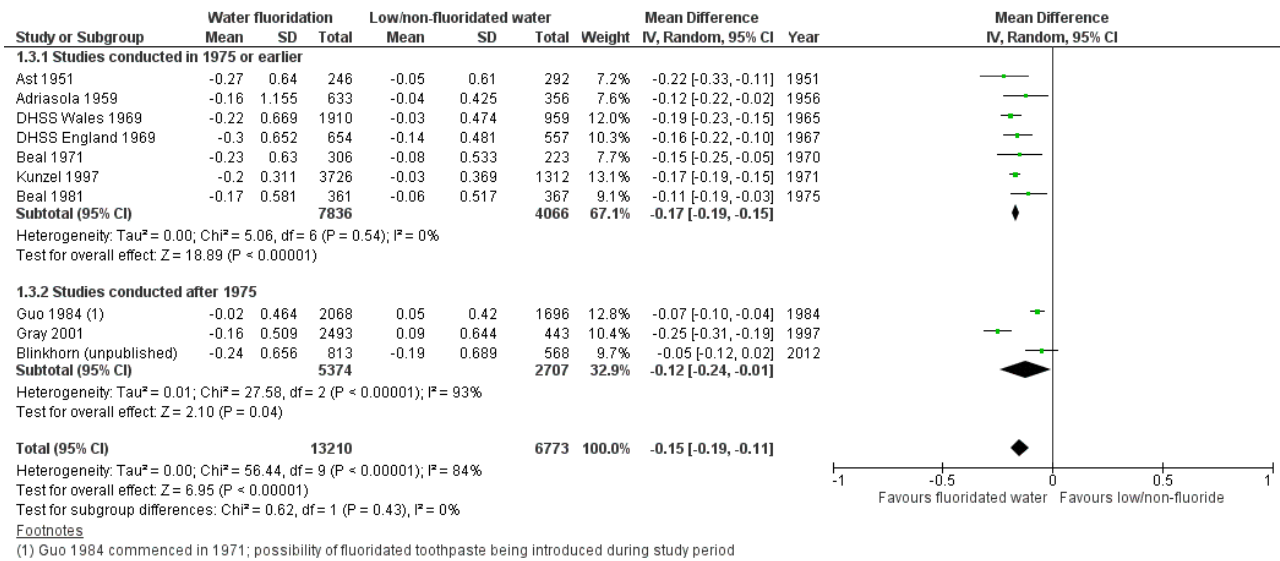 Water fluoridation Low/non-fluoridated water Mean Difference Mean Difference
Study or Subgroup Mean SD Total Mean SD Total Weight IV, Random, 95% CI Year IV, Random, 95% CI
1.3.1 Studies conducted in 1975 or earlier
Ast 1951 -0.27 0.64 246 -0.05 0.61 292 7.2% -0.22 [-0.33, -0.11] 1951
Adriasola 1959 -0.16 1.155 633 -0.04 0.425 356 7.6% -0.12 [-0.22, -0.02] 1956
DHSS Wales 1969 -0.22 0.669 1910 -0.03 0.474 959 12.0% -0.19 [-0.23, -0.15] 1965
DHSS England 1969 -0.3 0.652 654 -0.14 0.481 557 10.3% -0.16 [-0.22, -0.10] 1967
Beal 1971 -0.23 0.63 306 -0.08 0.533 223 7.7% -0.15 [-0.25, -0.05] 1970
Kunzel 1997 -0.2 0.311 3726 -0.03 0.369 1312 13.1% -0.17 [-0.19, -0.15] 1971
Beal 1981 -0.17 0.581 361 -0.06 0.517 367 9.1% -0.11 [-0.19, -0.03] 1975
Subtotal (95% CI) 7836 4066 67.1% -0.17 [-0.19, -0.15]
Heterogeneity: Tau² = 0.00; Chi² = 5.06, df = 6 (P = 0.54); I² = 0%
Test for overall effect: Z = 18.89 (P < 0.00001)
1.3.2 Studies conducted after 1975
Guo 1984 (1) -0.02 0.464 2068 0.05 0.42 1696 12.8% -0.07 [-0.10, -0.04] 1984
Gray 2001 -0.16 0.509 2493 0.09 0.644 443 10.4% -0.25 [-0.31, -0.19] 1997
Blinkhorn (unpublished) -0.24 0.656 813 -0.19 0.689 568 9.7% -0.05 [-0.12, 0.02] 2012
Subtotal (95% CI) 5374 2707 32.9% -0.12 [-0.24, -0.01]
Heterogeneity: Tau² = 0.01; Chi² = 27.58, df = 2 (P < 0.00001); I² = 93%
Test for overall effect: Z = 2.10 (P = 0.04)
Total (95% CI) 13210 6773 100.0% -0.15 [-0.19, -0.11]
Heterogeneity: Tau² = 0.00; Chi² = 56.44, df = 9 (P < 0.00001); I² = 84%
Test for overall effect: Z = 6.95 (P < 0.00001)
Test for subgroup differences: Chi² = 0.62, df = 1 (P = 0.43), I² = 0%
-1 -0.5 0 0.5 1
Favours fluoridated water Favours low/non-fluoride
Footnotes
(1) Guo 1984 commenced in 1971; possibility of fluoridated toothpaste being introduced during study period